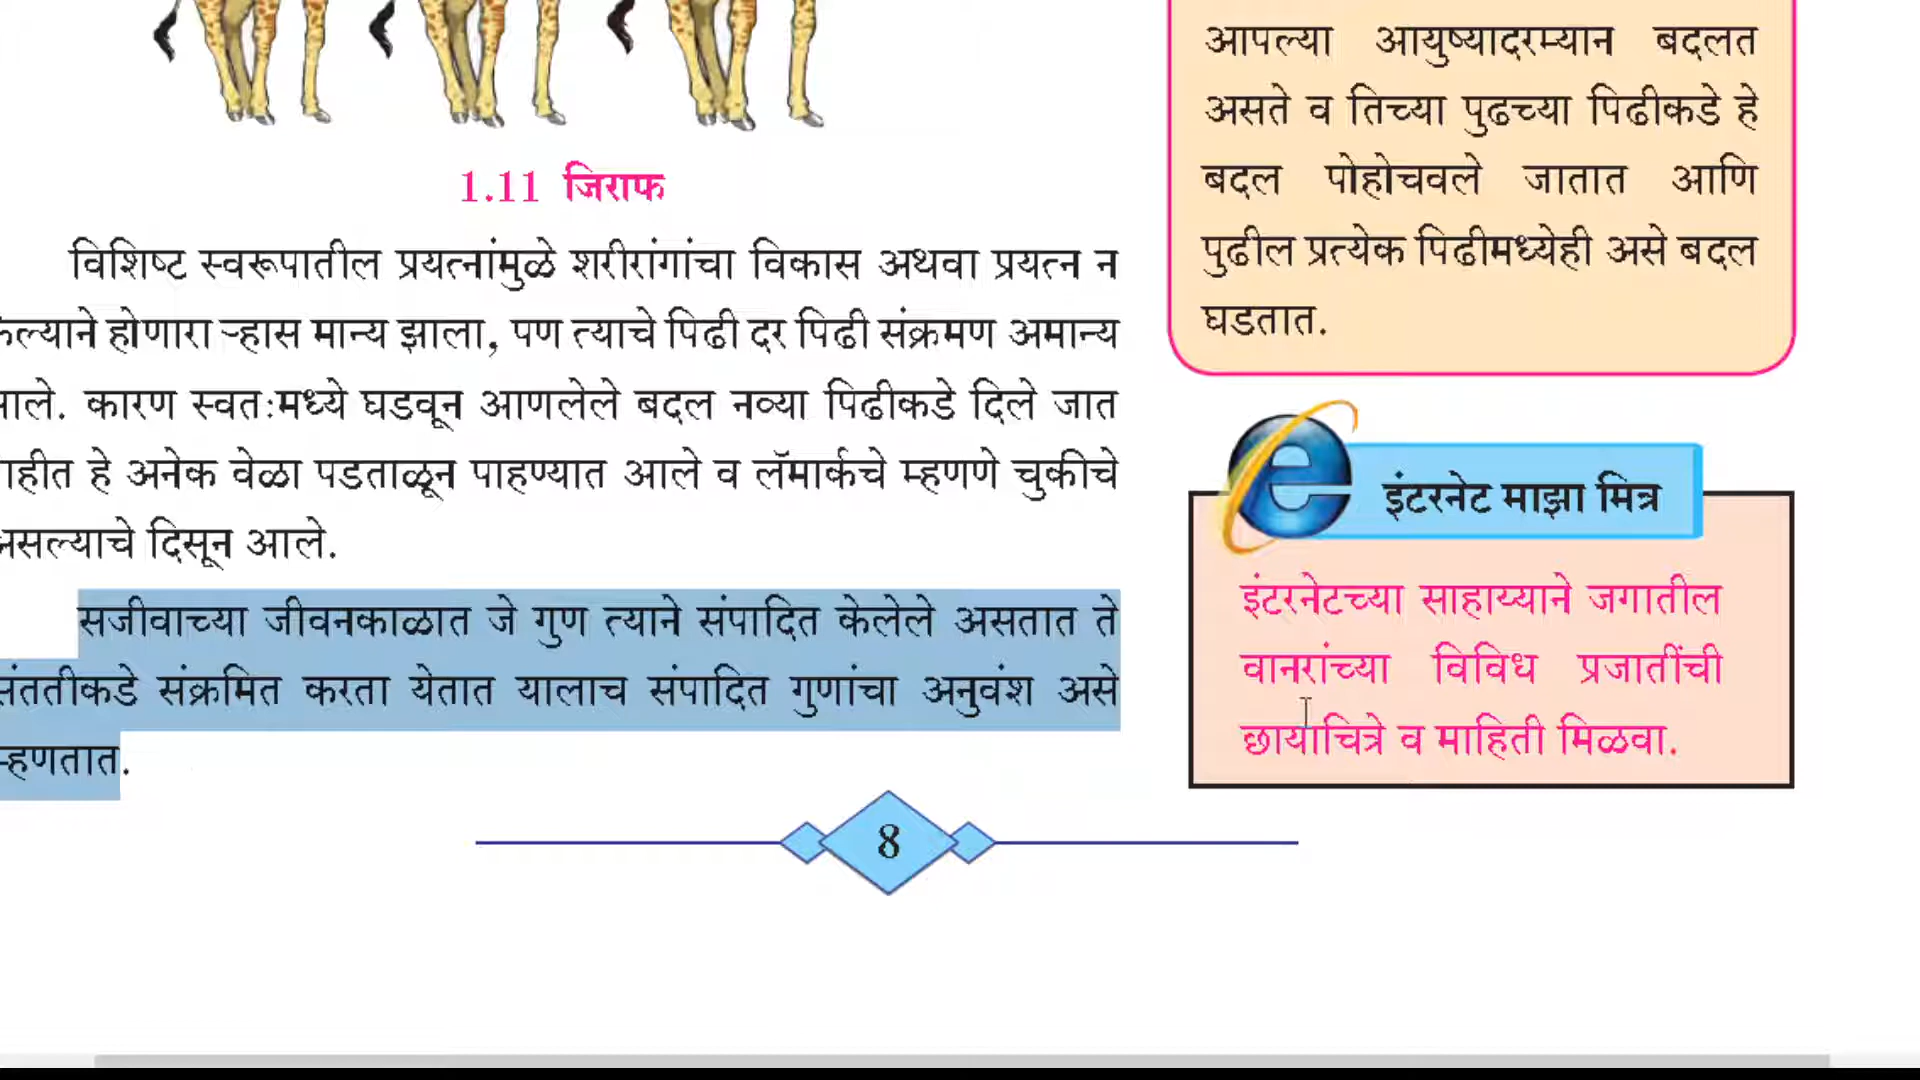 1.11 जिराफ
विशिष्ट स्वरूपातील प्रयत्नांमुळे शरीरांगांचा विकास अथवा प्रयत्न न
होणारा ऱ्हास मान्य झाला, पण त्याचे पिढी दर पिढी संक्रमण अमान्य
कारण स्वतःमध्ये घडवून आणलेले बदल नव्या पिढीकडे दिले जात
हे अनेक वेळा पडताळून पाहण्यात आले व लॅमार्कचे म्हणणे चुकीचे
असल्याचे दिसून आले.
सजीवाच्या जीवनकाळात जे गुण त्याने संपादित केलेले असतात ते
संततीकडे संक्रमित करता येतात यालाच संपादित गुणांचा अनुवंश असे
म्हणतात.
आपल्या आयुष्यादरम्यान बदलत
असते व तिच्या पुढच्या पिढीकडे हे
बदल पोहोचवले जातात आणि
पुढील प्रत्येक पिढीमध्येही असे बदल
घडतात.
इंटरनेट माझा मित्र
इंटरनेटच्या साहाय्याने जगातील
वानरांच्या विविध प्रजातींची
छायाचित्रे व माहिती मिळवा.
8